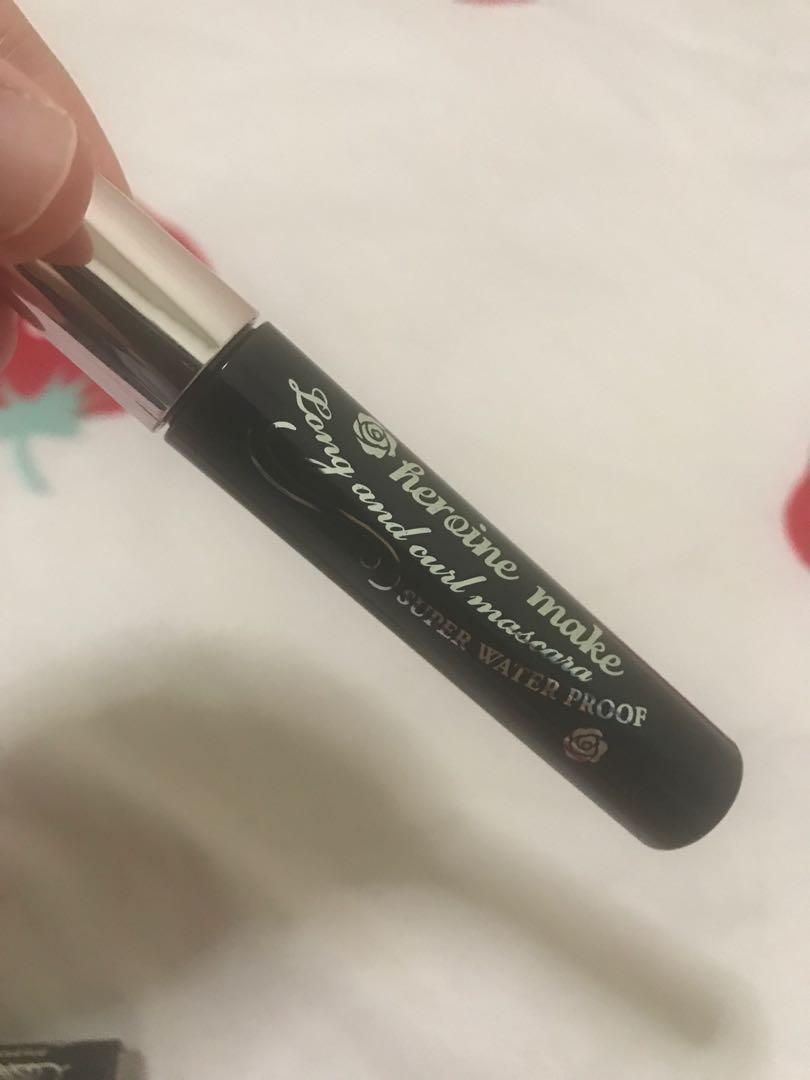 heroine make
Long and curl mascara
SUPER WATER PROOF